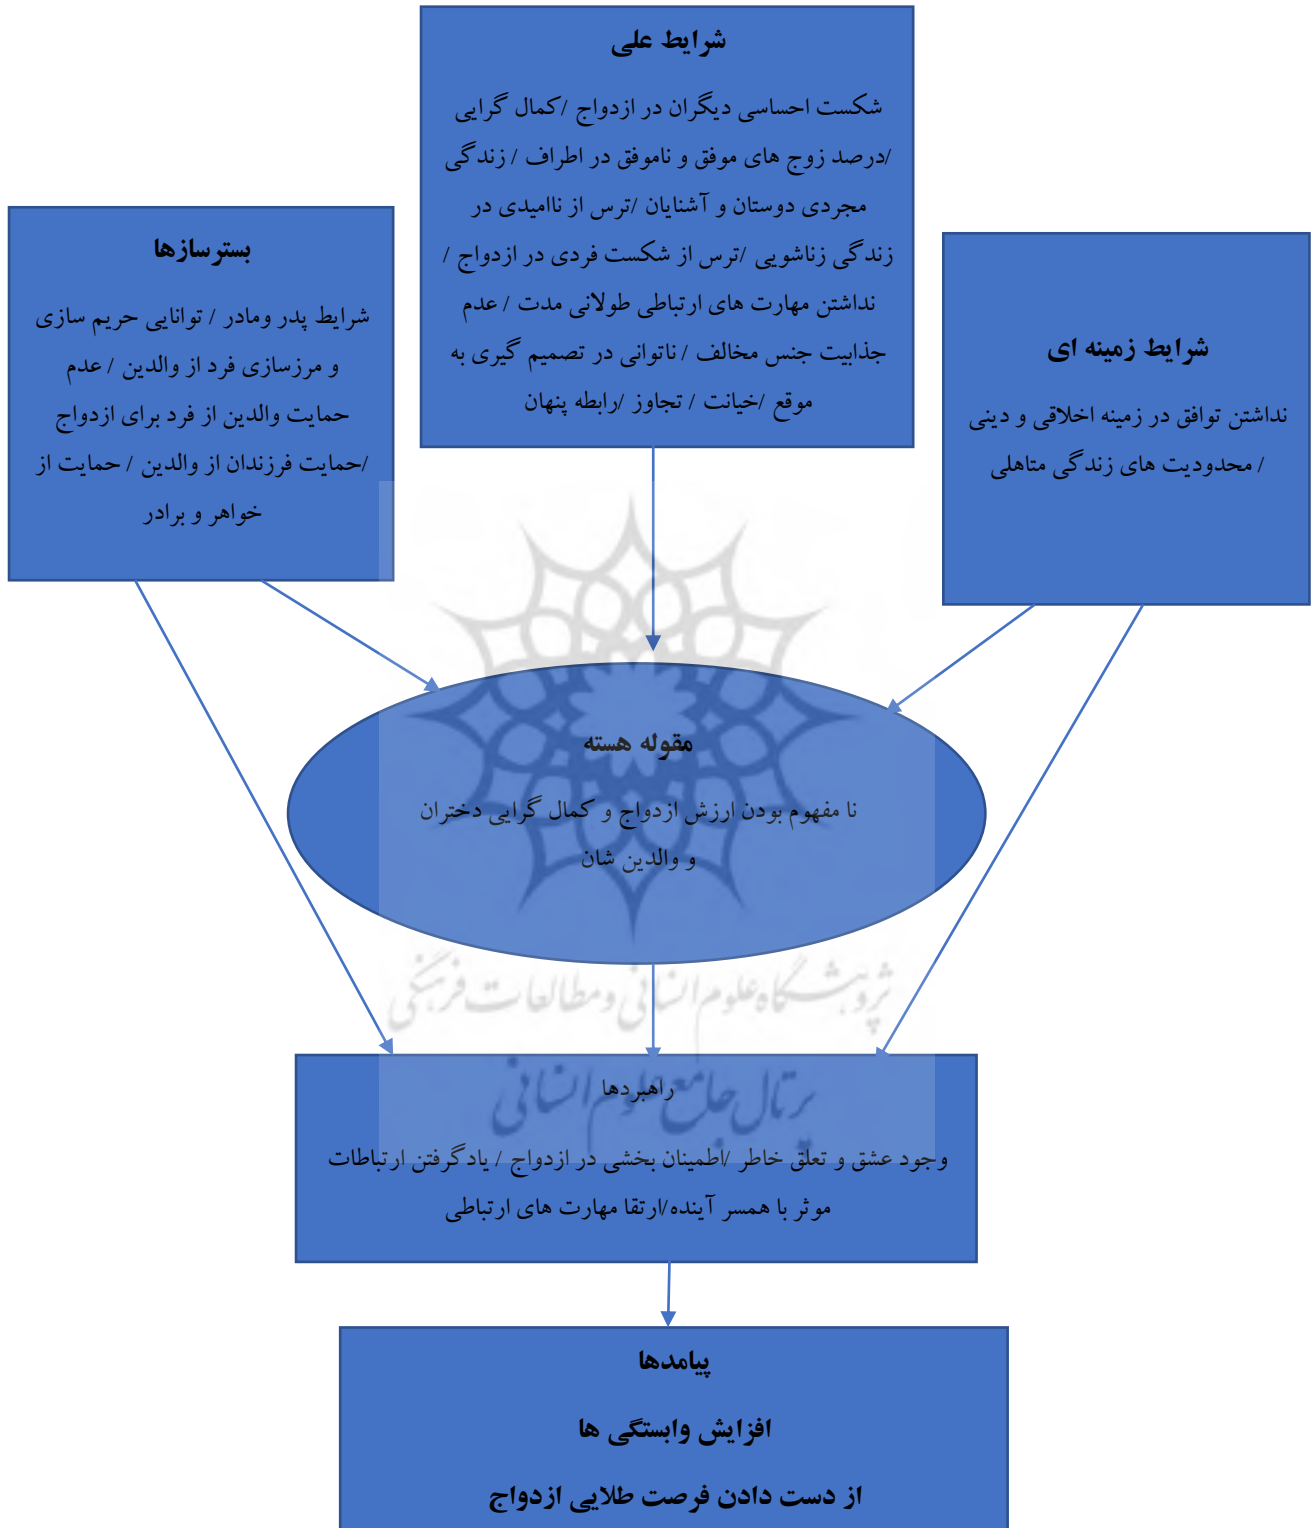 شرایط علی
شکست احساسی دیگران در ازدواج /کمال گرایی
/درصد زوج های موفق و ناموفق در اطراف / زندگی
مجردی دوستان و آشنایان /ترس از ناامیدی در
زندگی زناشویی /ترس از شکست فردی در ازدواج /
نداشتن مهارت های ارتباطی طولانی مدت / عدم
جذابیت جنس مخالف / ناتوانی در تصمیم گیری به
موقع /خیانت / تجاوز /رابطه پنهان
شرایط زمینه ای
نداشتن توافق در زمینه اخلاقی و دینی
/ محدودیت های زندگی متاهلی
بسترسازها
شرایط پدر ومادر / توانایی حریم سازی
و مرزسازی فرد از والدین / عدم
حمایت والدین از فرد برای ازدواج
/حمایت فرزندان از والدین / حمایت از
خواهر و برادر
مقوله هسته
نا مفهوم بودن ارزش ازدواج و کمال گرایی دختران
و والدین شان
پژوهشگاه علوم انسانی و مطالعات فرهنگی
راهبردها
پرتال جامع علوم انسانی
وجود عشق و تعلق خاطر /اطمینان بخشی در ازدواج / یادگرفتن ارتباطات
موثر با همسر آینده/ارتقا مهارت های ارتباطی
پیامدها
افزایش وابستگی ها
از دست دادن فرصت طلایی ازدواج